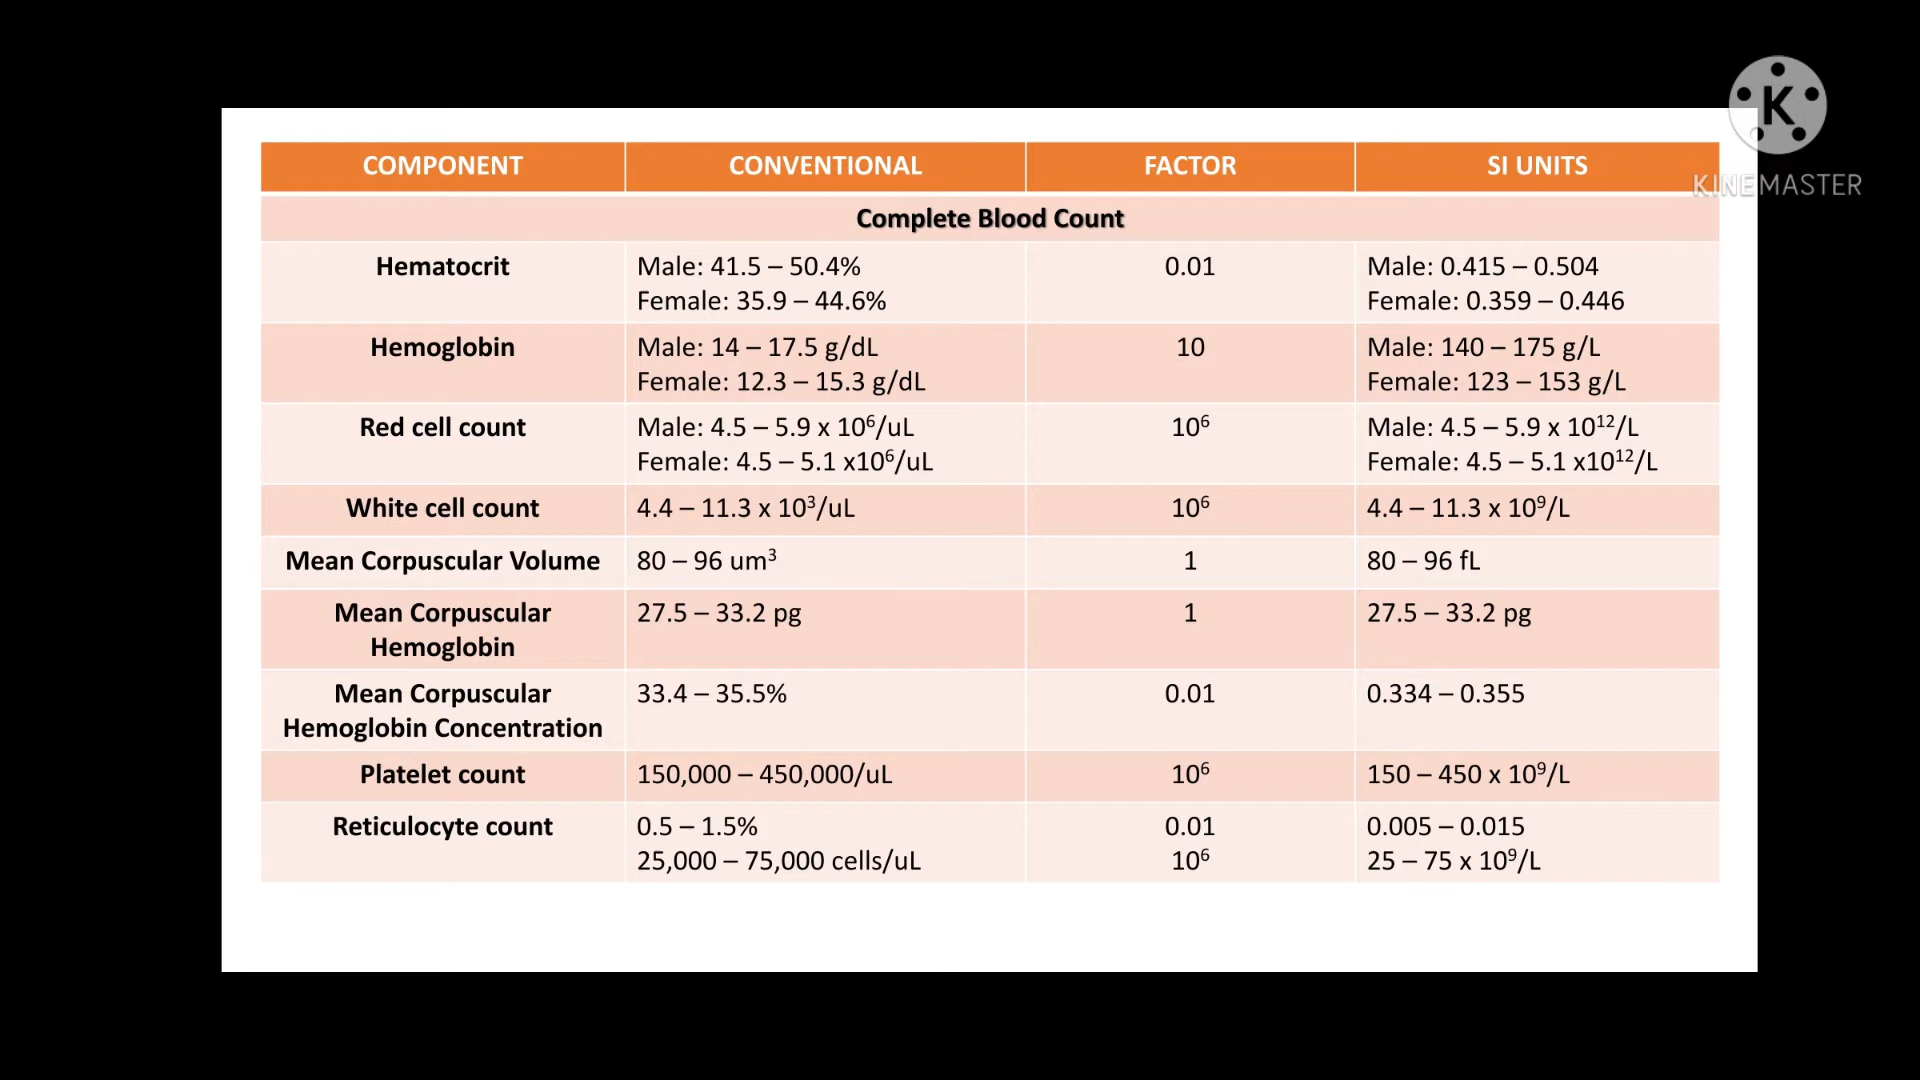 K
KINEMASTER
COMPONENT CONVENTIONAL FACTOR SI UNITS
Complete Blood Count
Hematocrit Male: 41.5 – 50.4% 0.01 Male: 0.415 – 0.504
Female: 35.9 – 44.6% Female: 0.359 – 0.446
Hemoglobin Male: 14 – 17.5 g/dL 10 Male: 140 – 175 g/L
Female: 12.3 – 15.3 g/dL Female: 123 – 153 g/L
Red cell count Male: 4.5 – 5.9 x 10⁶/uL 10⁶ Male: 4.5 – 5.9 x 10¹²/L
Female: 4.5 – 5.1 x10⁶/uL Female: 4.5 – 5.1 x10¹²/L
White cell count 4.4 – 11.3 x 10³/uL 10⁶ 4.4 – 11.3 x 10⁹/L
Mean Corpuscular Volume 80 – 96 um³ 1 80 – 96 fL
Mean Corpuscular 27.5 – 33.2 pg 1 27.5 – 33.2 pg
Hemoglobin
Mean Corpuscular 33.4 – 35.5% 0.01 0.334 – 0.355
Hemoglobin Concentration
Platelet count 150,000 – 450,000/uL 10⁶ 150 – 450 x 10⁹/L
Reticulocyte count 0.5 – 1.5% 0.01 0.005 – 0.015
25,000 – 75,000 cells/uL 10⁶ 25 – 75 x 10⁹/L